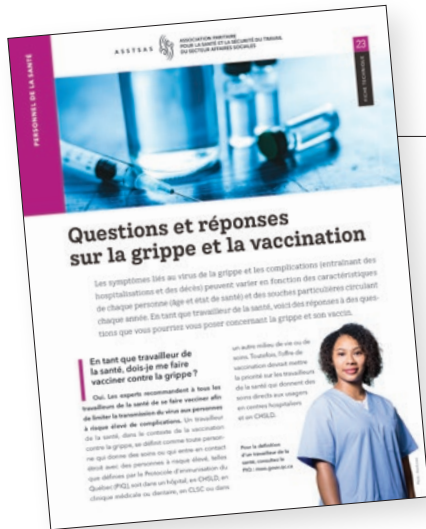 ASSTSAS
ASSOCIATION PARITAIRE
POUR LA SANTÉ ET LA SÉCURITÉ DU TRAVAIL
DU SECTEUR AFFAIRES SOCIALES
PERSONNEL DE LA SANTÉ
23
FICHE TECHNIQUE
Questions et réponses
sur la grippe et la vaccination
Les symptômes liés au virus de la grippe et les complications (entraînant des
hospitalisations et des décès) peuvent varier en fonction des caractéristiques
de chaque personne (âge et état de santé) et des souches particulières circulant
chaque année. En tant que travailleur de la santé, voici des réponses à des ques-
tions que vous pourriez vous poser concernant la grippe et son vaccin.
En tant que travailleur de
la santé, dois-je me faire
vacciner contre la grippe ?
Oui. Les experts recommandent à tous les
travailleurs de la santé de se faire vacciner afin
de limiter la transmission du virus aux personnes
à risque élevé de complications. Un travailleur
de la santé, dans le contexte de la vaccination
contre la grippe, se définit comme toute person-
ne qui donne des soins ou qui entre en contact
direct avec des personnes à risque élevé, telles
que définies par le Protocole d'immunisation du
Québec (PIQ), soit dans un hôpital, en CHSLD, en
clinique médicale ou dentaire, en CLSC ou dans
un autre milieu de vie ou de
soins. Toutefois, l'offre de
vaccination devrait mettre
la priorité sur les travailleurs
de la santé qui donnent des
soins directs aux usagers
en centres hospitaliers
et en CHSLD.
Pour la définition
d'un travailleur de la
santé, consultez le
PIQ : msss.gouv.qc.ca